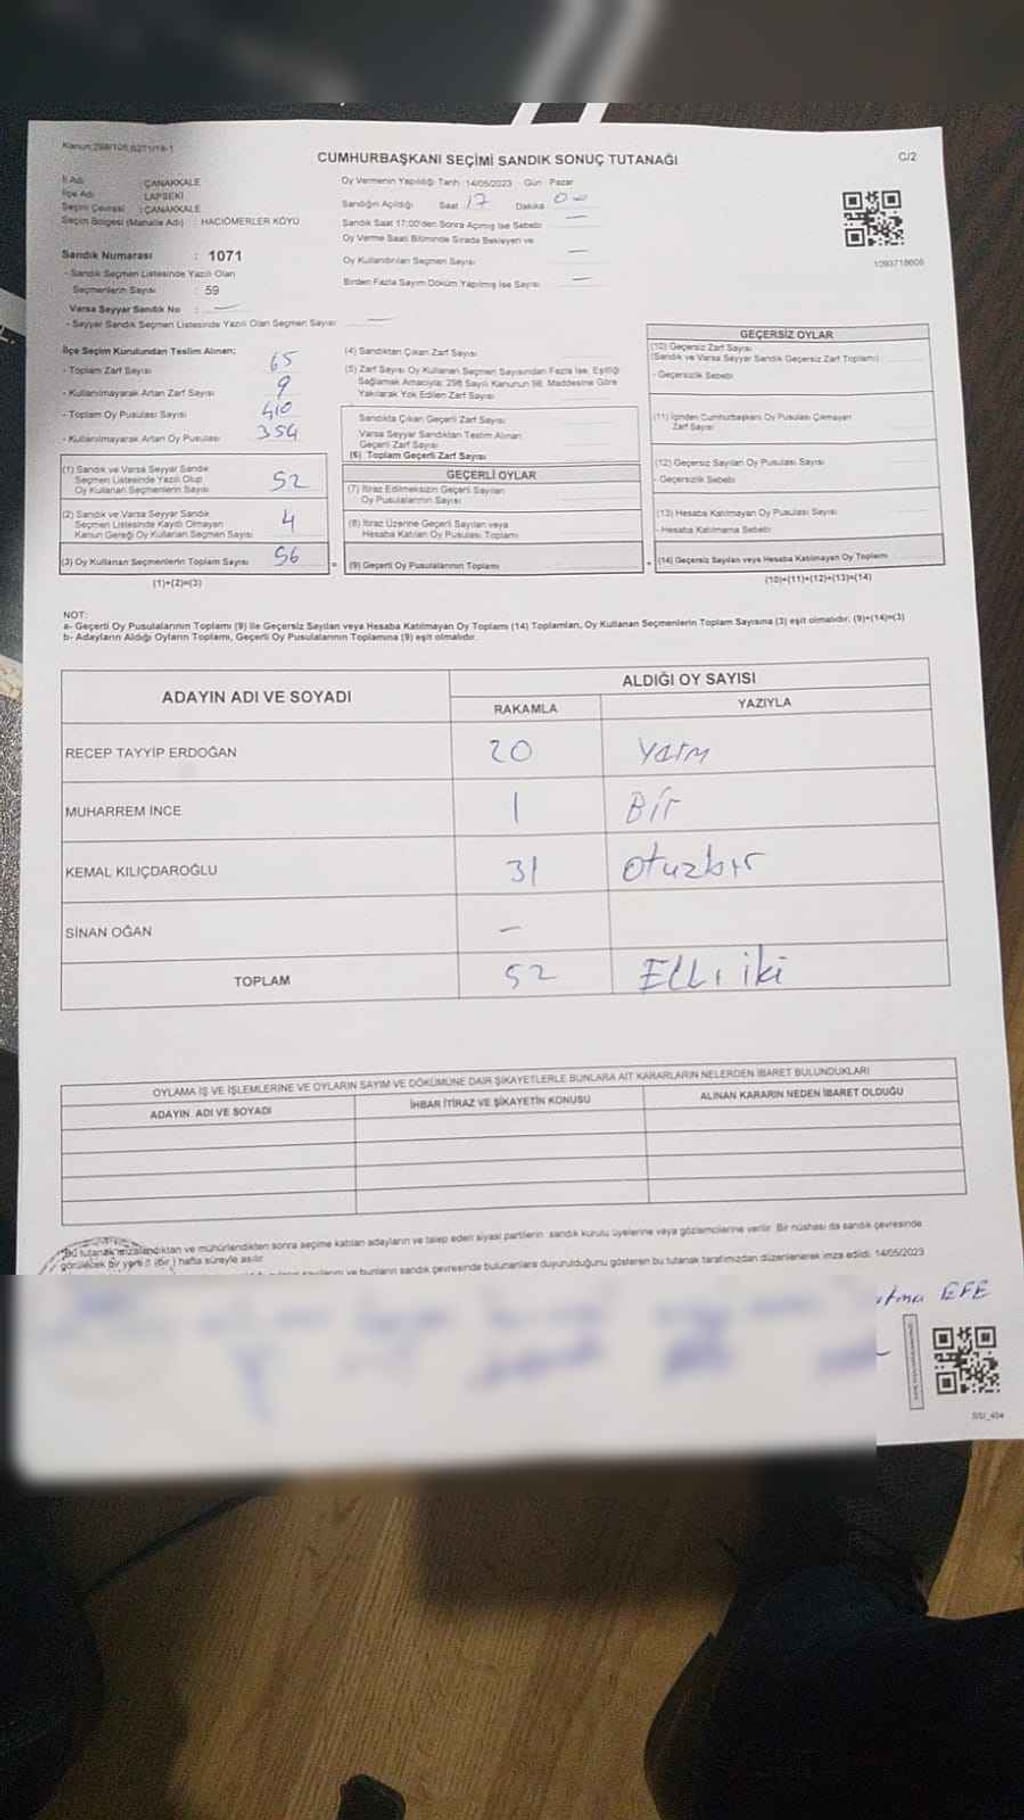 Kanun:298/105,6271/19-1
CUMHURBAŞKANI SEÇİMİ SANDIK SONUÇ TUTANAĞI
C/2
İl Adı : ÇANAKKALE
İlçe Adı : LAPSEKİ
Seçim Çevresi : ÇANAKKALE
Seçim Bölgesi (Mahalle Adı) : HACIÖMERLER KÖYÜ
Sandık Numarası : 1071
- Sandık Seçmen Listesinde Yazılı Olan
Seçmenlerin Sayısı : 59
Varsa Seyyar Sandık No : —
- Seyyar Sandık Seçmen Listesinde Yazılı Olan Seçmen Sayısı —
Oy Vermenin Yapıldığı Tarih: 14/05/2023 Gün: Pazar
Sandığın Açıldığı Saat 17 Dakika 00
Sandık Saat 17:00'den Sonra Açılmış İse Sebebi —
Oy Verme Saati Bitiminde Sırada Bekleyen ve
Oy Kullandırılan Seçmen Sayısı —
Birden Fazla Sayım Döküm Yapılmış İse Sayısı —
1093718606
İlçe Seçim Kurulundan Teslim Alınan;
- Toplam Zarf Sayısı 65
- Kullanılmayarak Artan Zarf Sayısı 9
- Toplam Oy Pusulası Sayısı 410
- Kullanılmayarak Artan Oy Pusulası 354
(1) Sandık ve Varsa Seyyar Sandık
Seçmen Listesinde Yazılı Olup
Oy Kullanan Seçmenlerin Sayısı 52
(2) Sandık ve Varsa Seyyar Sandık
Seçmen Listesinde Kayıtlı Olmayan
Kanun Gereği Oy Kullanan Seçmen Sayısı 4
(3) Oy Kullanan Seçmenlerin Toplam Sayısı 56
(1)+(2)=(3)
(4) Sandıktan Çıkan Zarf Sayısı
(5) Zarf Sayısı Oy Kullanan Seçmen Sayısından Fazla İse, Eşitliği
Sağlamak Amacıyla; 298 Sayılı Kanunun 98. Maddesine Göre
Yakılarak Yok Edilen Zarf Sayısı
Sandıkta Çıkan Geçerli Zarf Sayısı
Varsa Seyyar Sandıktan Teslim Alınan
Geçerli Zarf Sayısı
(6) Toplam Geçerli Zarf Sayısı
GEÇERLİ OYLAR
(7) İtiraz Edilmeksizin Geçerli Sayılan
Oy Pusulalarının Sayısı
(8) İtiraz Üzerine Geçerli Sayılan veya
Hesaba Katılan Oy Pusulası Toplamı
(9) Geçerli Oy Pusulalarının Toplamı
GEÇERSİZ OYLAR
(10) Geçersiz Zarf Sayısı
(Sandık ve Varsa Seyyar Sandık Geçersiz Zarf Toplamı)
- Geçersizlik Sebebi
(11) İçinden Cumhurbaşkanı Oy Pusulası Çıkmayan
Zarf Sayısı
(12) Geçersiz Sayılan Oy Pusulası Sayısı
- Geçersizlik Sebebi
(13) Hesaba Katılmayan Oy Pusulası Sayısı
- Hesaba Katılmama Sebebi
(14) Geçersiz Sayılan veya Hesaba Katılmayan Oy Toplamı
(10)+(11)+(12)+(13)=(14)
NOT:
a- Geçerli Oy Pusulalarının Toplamı (9) ile Geçersiz Sayılan veya Hesaba Katılmayan Oy Toplamı (14) Toplamları, Oy Kullanan Seçmenlerin Toplam Sayısına (3) eşit olmalıdır. (9)+(14)=(3)
b- Adayların Aldığı Oyların Toplamı, Geçerli Oy Pusulalarının Toplamına (9) eşit olmalıdır.
ADAYIN ADI VE SOYADI
ALDIĞI OY SAYISI
RAKAMLA YAZIYLA
RECEP TAYYİP ERDOĞAN 20 Yirmi
MUHARREM İNCE 1 Bir
KEMAL KILIÇDAROĞLU 31 otuzbir
SİNAN OĞAN —
TOPLAM 52 Elli iki
OYLAMA İŞ VE İŞLEMLERİNE VE OYLARIN SAYIM VE DÖKÜMÜNE DAİR ŞİKAYETLERLE BUNLARA AİT KARARLARIN NELERDEN İBARET BULUNDUKLARI
ADAYIN ADI VE SOYADI İHBAR İTİRAZ VE ŞİKAYETİN KONUSU ALINAN KARARIN NEDEN İBARET OLDUĞU
Bu tutanak imzalandıktan ve mühürlendikten sonra seçime katılan adayların ve talep eden siyasi partilerin sandık kurulu üyelerine veya gözlemcilerine verilir. Bir nüshası da sandık çevresinde
görülecek bir yere 1 (bir) hafta süreyle asılır.
ve bunların sandık çevresinde bulunanlara duyurulduğunu gösteren bu tutanak tarafımızdan düzenlenerek imza edildi. 14/05/2023
EFE